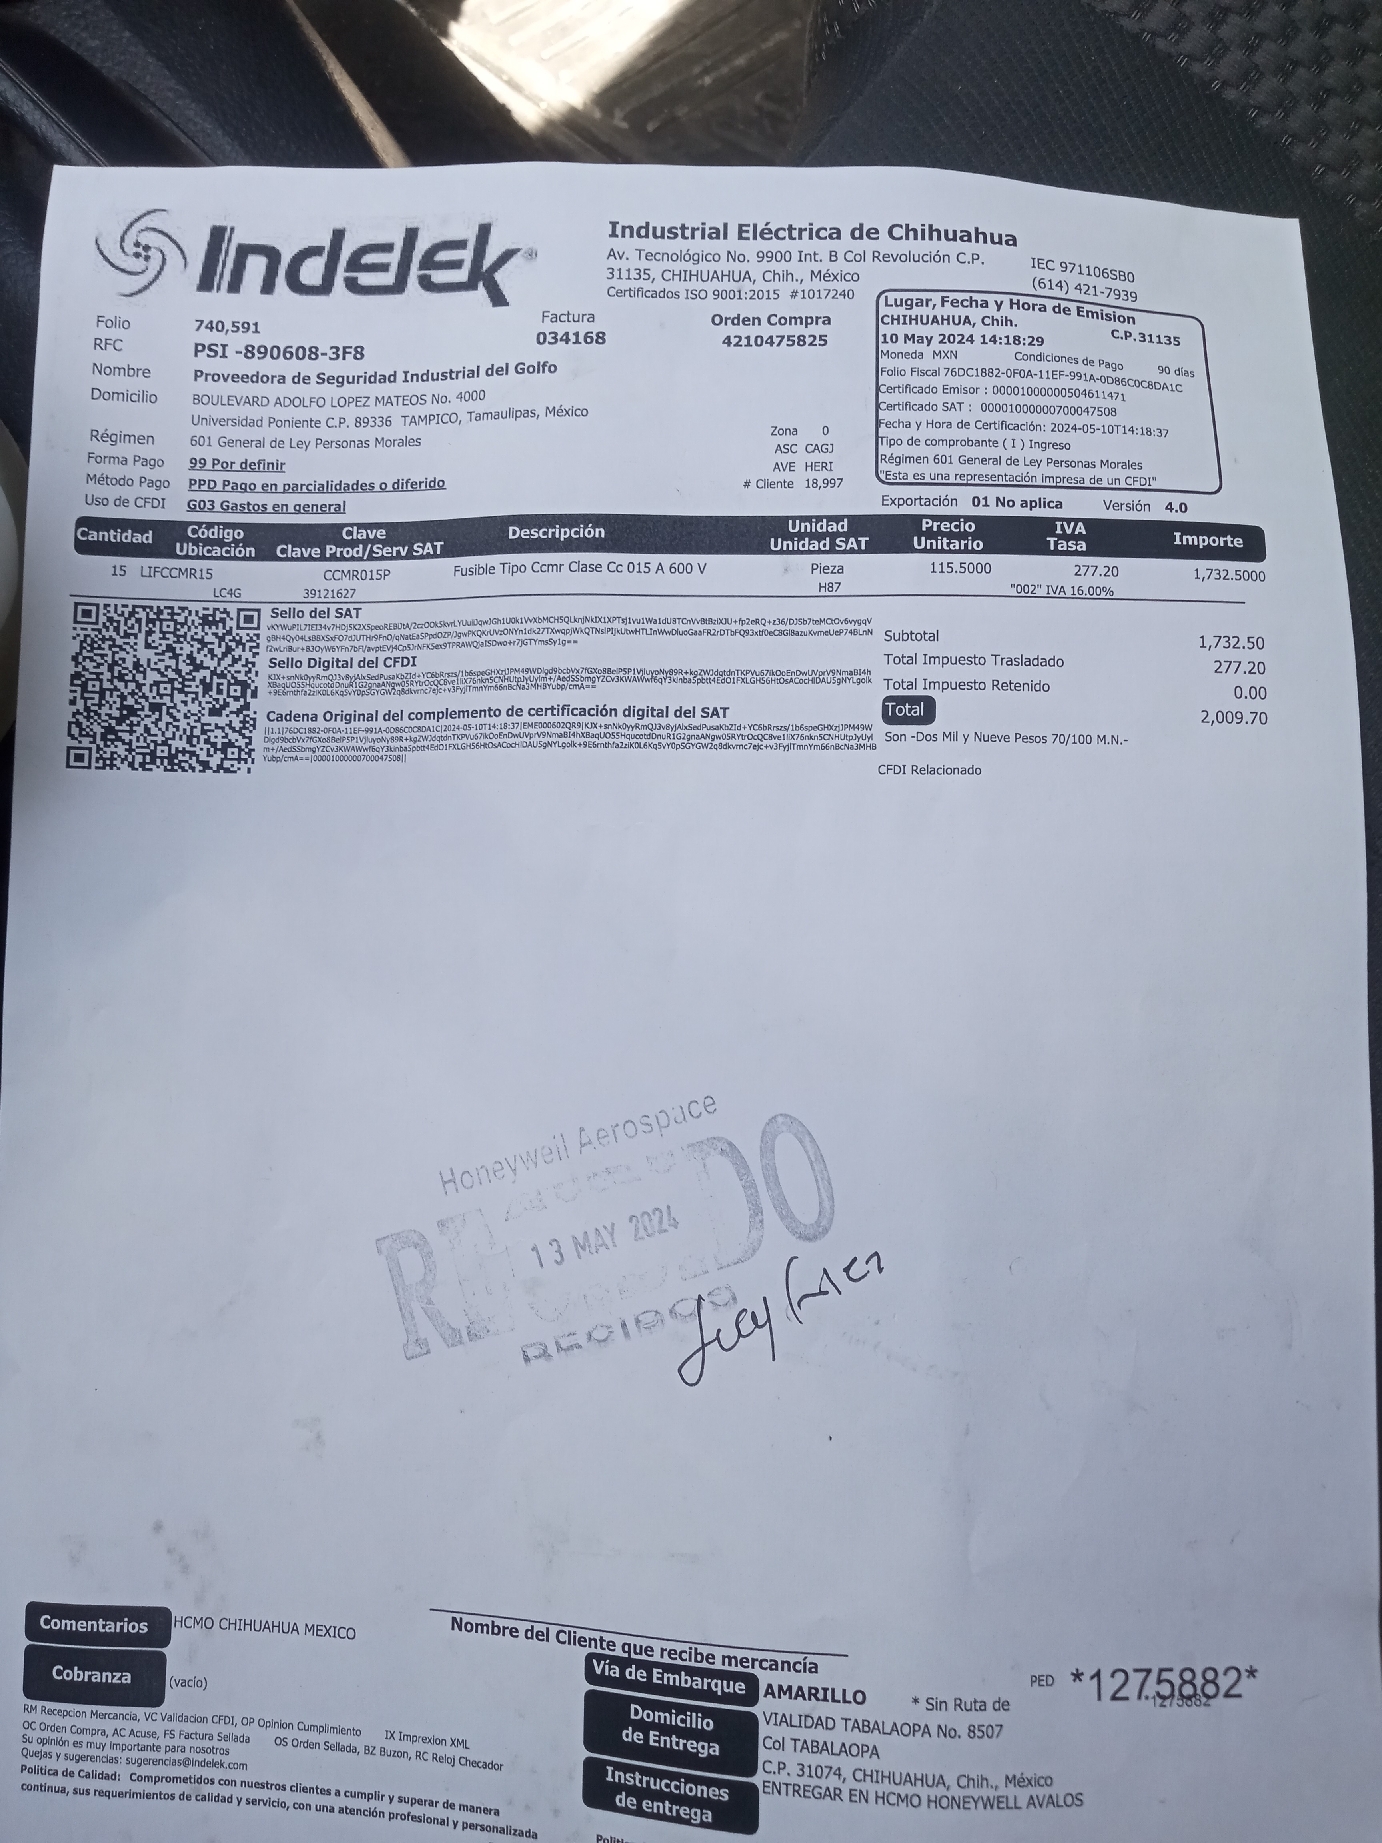 Indelek
Industrial Eléctrica de Chihuahua
Av. Tecnológico No. 9900 Int. B Col Revolución C.P.
31135, CHIHUAHUA, Chih., México
Certificados ISO 9001:2015 #1017240
IEC 971106SB0
(614) 421-7939
Folio 740,591
Factura
034168
Orden Compra
4210475825
RFC PSI -890608-3F8
Nombre Proveedora de Seguridad Industrial del Golfo
Domicilio BOULEVARD ADOLFO LOPEZ MATEOS No. 4000
Universidad Poniente C.P. 89336 TAMPICO, Tamaulipas, México
Régimen 601 General de Ley Personas Morales
Forma Pago 99 Por definir
Método Pago PPD Pago en parcialidades o diferido
Uso de CFDI G03 Gastos en general
Zona 0
ASC CAGJ
AVE HERI
# Cliente 18,997
Lugar, Fecha y Hora de Emision
CHIHUAHUA, Chih. C.P.31135
10 May 2024 14:18:29
Moneda MXN Condiciones de Pago 90 días
Folio Fiscal 76DC1882-0F0A-11EF-991A-0D86C0C8DA1C
Certificado Emisor : 00001000000504611471
Certificado SAT : 00001000000700047508
Fecha y Hora de Certificación: 2024-05-10T14:18:37
Tipo de comprobante ( I ) Ingreso
Régimen 601 General de Ley Personas Morales
"Esta es una representación impresa de un CFDI"
Exportación 01 No aplica Versión 4.0
Cantidad Código Clave Descripción Unidad Precio IVA Importe
Ubicación Clave Prod/Serv SAT Unidad SAT Unitario Tasa
15 LIFCCMR15 CCMR015P Fusible Tipo Ccmr Clase Cc 015 A 600 V Pieza 115.5000 277.20 1,732.5000
LC4G 39121627 H87 "002" IVA 16.00%
Sello del SAT
Sello Digital del CFDI
Cadena Original del complemento de certificación digital del SAT
Subtotal 1,732.50
Total Impuesto Trasladado 277.20
Total Impuesto Retenido 0.00
Total 2,009.70
Son -Dos Mil y Nueve Pesos 70/100 M.N.-
CFDI Relacionado
Honeywell Aerospace
13 MAY 2024
RECIBOS
Comentarios HCMO CHIHUAHUA MEXICO
Cobranza (vacío)
Nombre del Cliente que recibe mercancía
Vía de Embarque AMARILLO * Sin Ruta de
PED *1275882*
1275882
Domicilio de Entrega
VIALIDAD TABALAOPA No. 8507
Col TABALAOPA
C.P. 31074, CHIHUAHUA, Chih., México
Instrucciones de entrega
ENTREGAR EN HCMO HONEYWELL AVALOS
RM Recepcion Mercancia, VC Validacion CFDI, OP Opinion Cumplimiento IX Imprexion XML
OC Orden Compra, AC Acuse, FS Factura Sellada OS Orden Sellada, BZ Buzon, RC Reloj Checador
Su opinión es muy importante para nosotros
Quejas y sugerencias: sugerencias@indelek.com
Política de Calidad: Comprometidos con nuestros clientes a cumplir y superar de manera
continua, sus requerimientos de calidad y servicio, con una atención profesional y personalizada